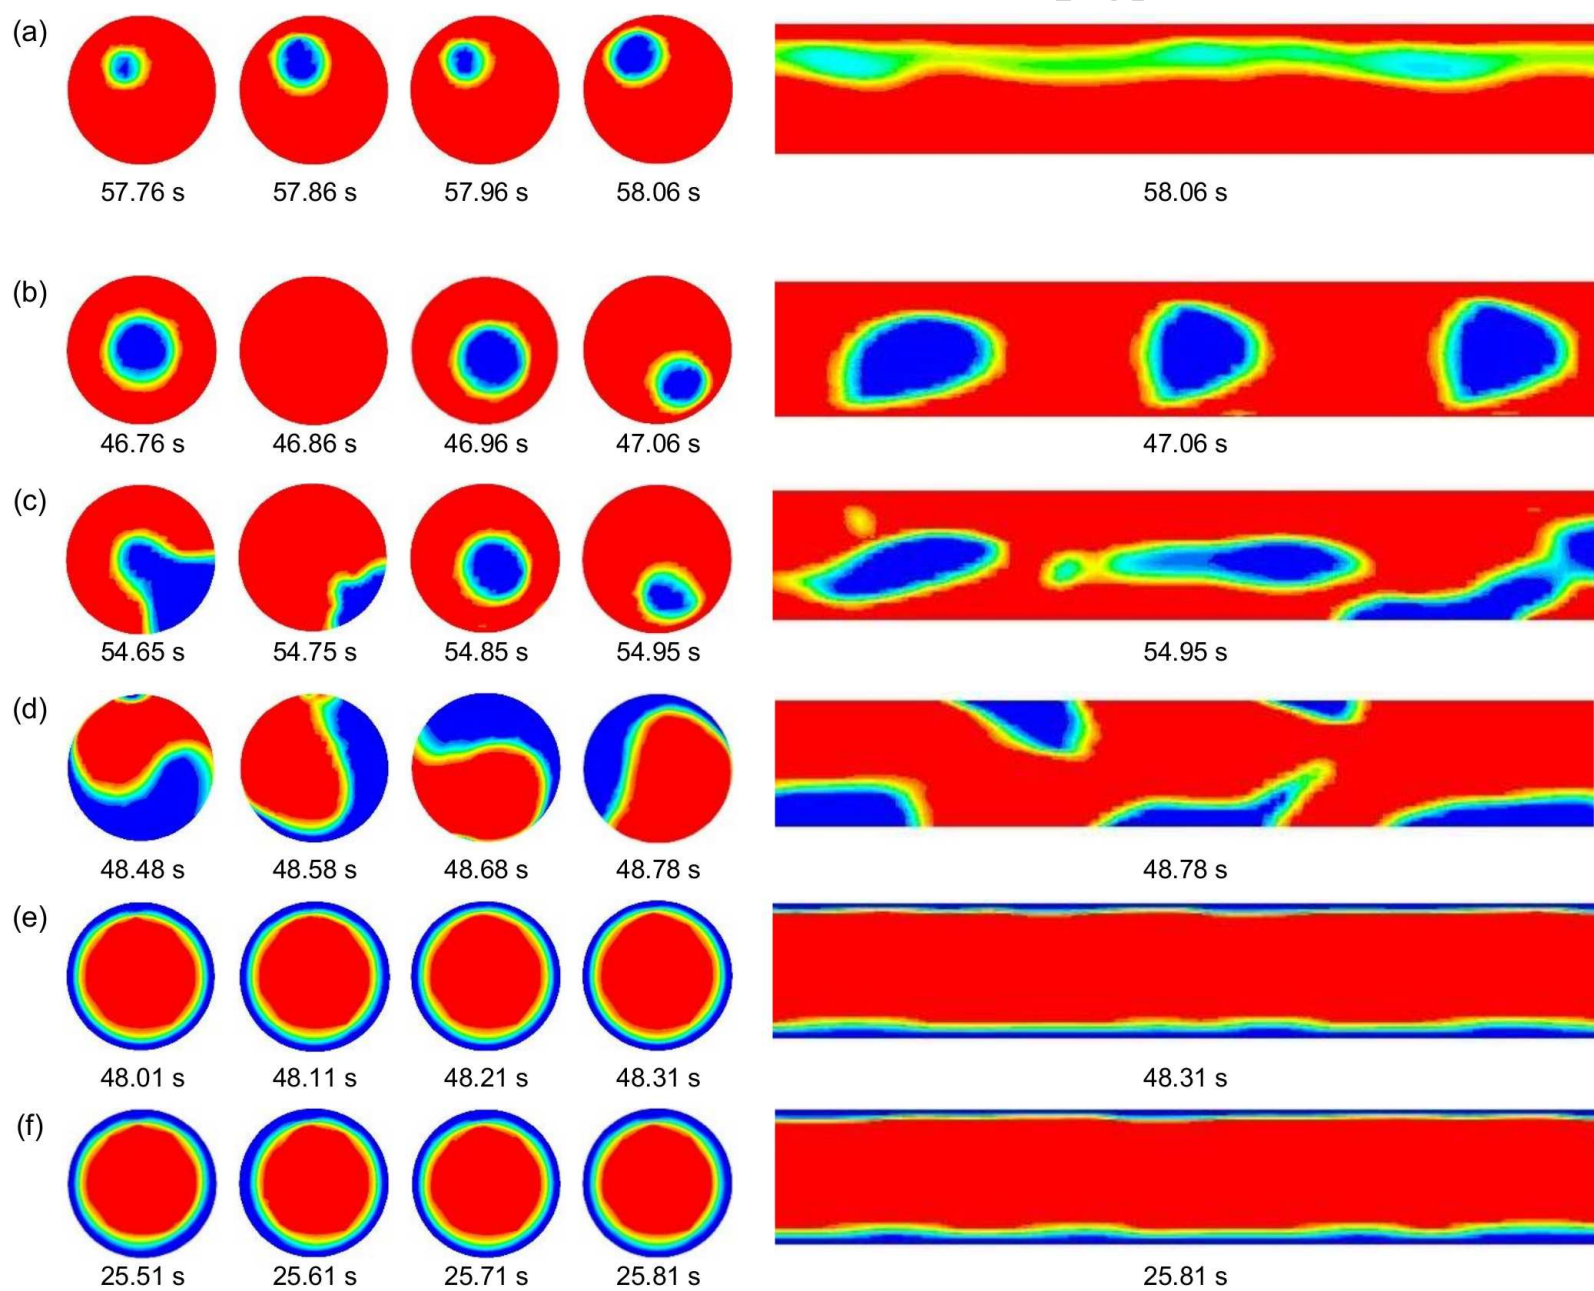 (a)
57.76 s 57.86 s 57.96 s 58.06 s 58.06 s
(b)
46.76 s 46.86 s 46.96 s 47.06 s 47.06 s
(c)
54.65 s 54.75 s 54.85 s 54.95 s 54.95 s
(d)
48.48 s 48.58 s 48.68 s 48.78 s 48.78 s
(e)
48.01 s 48.11 s 48.21 s 48.31 s 48.31 s
(f)
25.51 s 25.61 s 25.71 s 25.81 s 25.81 s